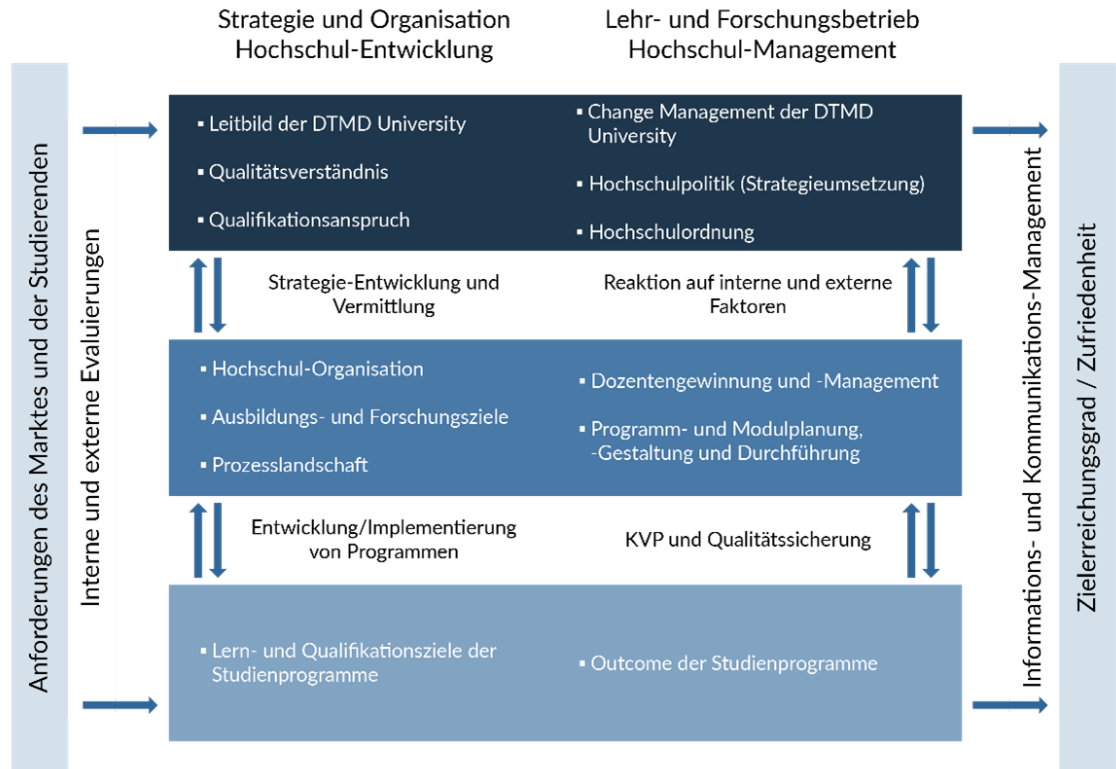 Strategie und Organisation
Hochschul-Entwicklung
Lehr- und Forschungsbetrieb
Hochschul-Management
Anforderungen des Marktes und der Studierenden
Interne und externe Evaluierungen
▪ Leitbild der DTMD University
▪ Qualitätsverständnis
▪ Qualifikationsanspruch
▪ Change Management der DTMD
University
▪ Hochschulpolitik (Strategieumsetzung)
▪ Hochschulordnung
Strategie-Entwicklung und
Vermittlung
Reaktion auf interne und externe
Faktoren
▪ Hochschul-Organisation
▪ Ausbildungs- und Forschungsziele
▪ Prozesslandschaft
▪ Dozentengewinnung und -Management
▪ Programm- und Modulplanung,
-Gestaltung und Durchführung
Entwicklung/Implementierung
von Programmen
KVP und Qualitätssicherung
▪ Lern- und Qualifikationsziele der
Studienprogramme
▪ Outcome der Studienprogramme
Informations- und Kommunikations-Management
Zielerreichungsgrad / Zufriedenheit